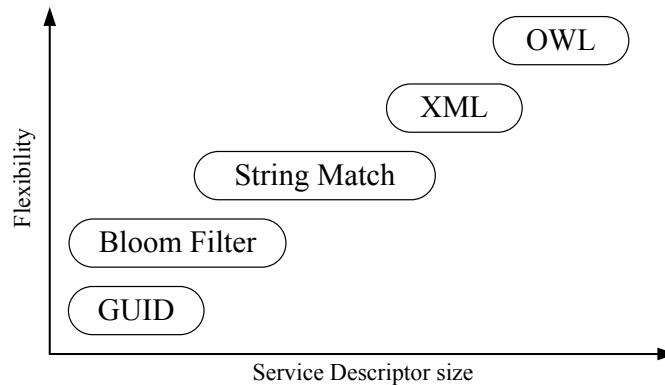 OWL
XML
String Match
Bloom Filter
GUID
Flexibility
Service Descriptor size